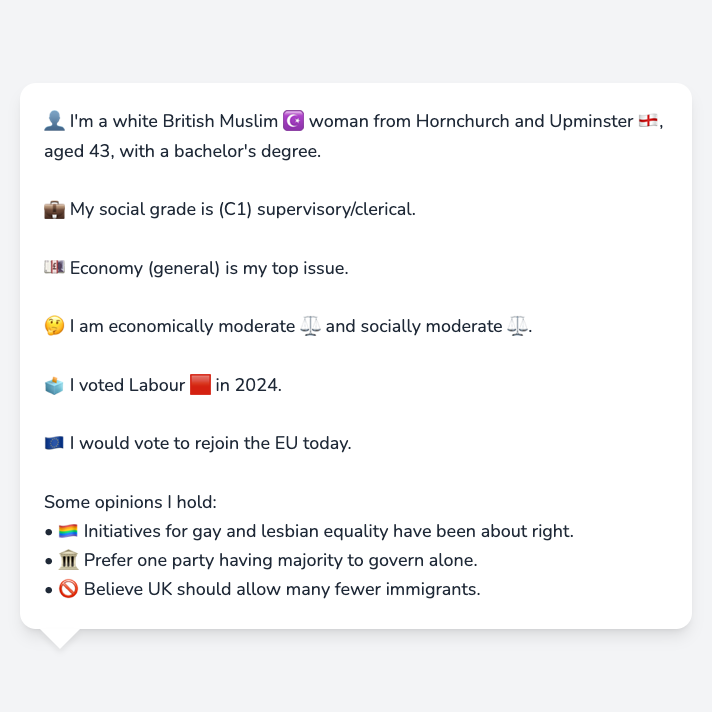 👤 I'm a white British Muslim ☪️ woman from Hornchurch and Upminster 🏴󠁧󠁢󠁥󠁮󠁧󠁿,
aged 43, with a bachelor's degree.
💼 My social grade is (C1) supervisory/clerical.
💷 Economy (general) is my top issue.
🤔 I am economically moderate ⚖️ and socially moderate ⚖️.
🗳️ I voted Labour 🟥 in 2024.
🇪🇺 I would vote to rejoin the EU today.
Some opinions I hold:
• 🏳️‍🌈 Initiatives for gay and lesbian equality have been about right.
• 🏛️ Prefer one party having majority to govern alone.
• 🚫 Believe UK should allow many fewer immigrants.